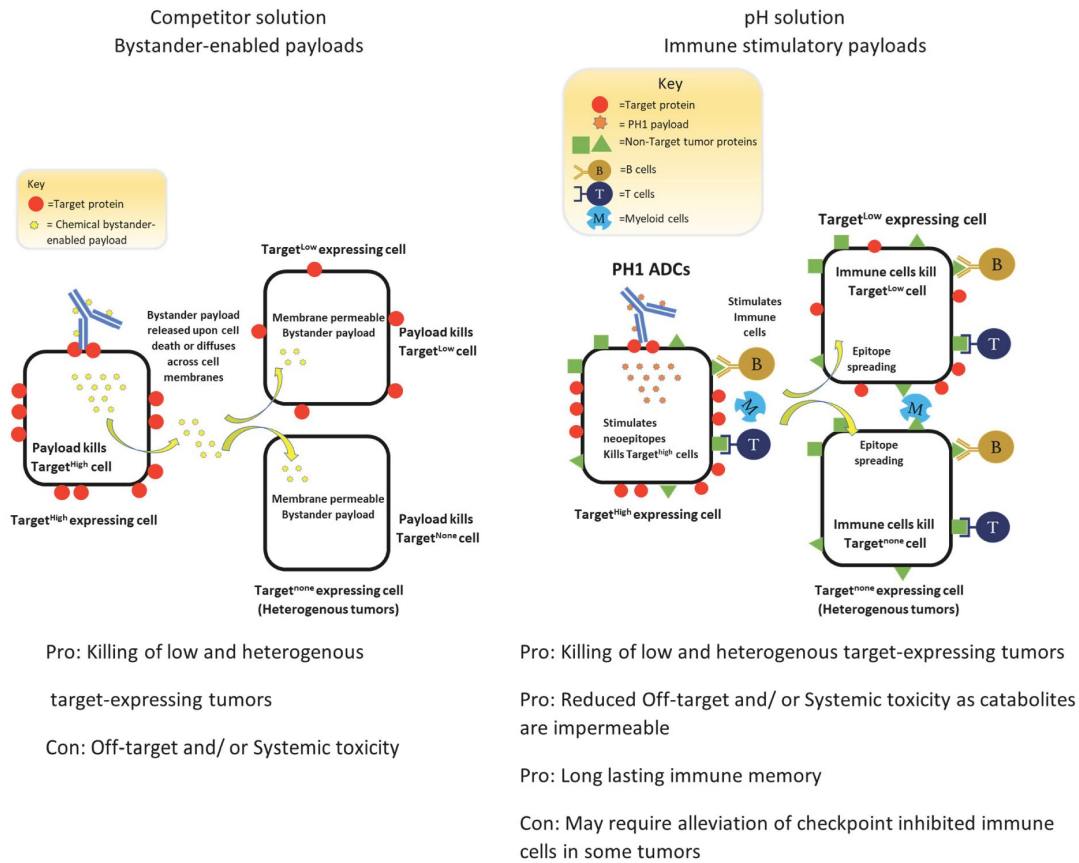 Competitor solution
Bystander-enabled payloads
Key
=Target protein
= Chemical bystander-
enabled payload
Bystander payload
released upon cell
death or diffuses
across cell
membranes
Payload kills
Target^High cell
Target^High expressing cell
Target^Low expressing cell
Membrane permeable
Bystander payload
Payload kills
Target^Low cell
Membrane permeable
Bystander payload
Payload kills
Target^None cell
Target^none expressing cell
(Heterogenous tumors)
Pro: Killing of low and heterogenous
target-expressing tumors
Con: Off-target and/ or Systemic toxicity
pH solution
Immune stimulatory payloads
Key
=Target protein
= PH1 payload
=Non-Target tumor proteins
B
=B cells
T
=T cells
M
=Myeloid cells
PH1 ADCs
Stimulates
Immune
cells
Stimulates
neoepitopes
Kills Target^high cells
B
M
T
Target^High expressing cell
Target^Low expressing cell
Immune cells kill
Target^Low cell
Epitope
spreading
B
T
M
Epitope
spreading
Immune cells kill
Target^none cell
B
T
Target^none expressing cell
(Heterogenous tumors)
Pro: Killing of low and heterogenous target-expressing tumors
Pro: Reduced Off-target and/ or Systemic toxicity as catabolites
are impermeable
Pro: Long lasting immune memory
Con: May require alleviation of checkpoint inhibited immune
cells in some tumors